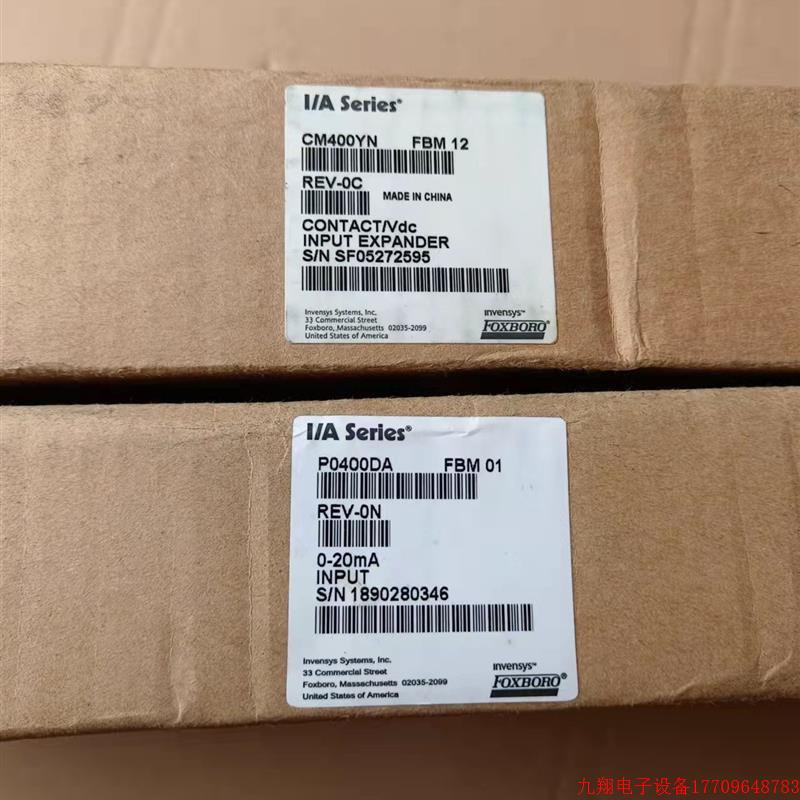 I/A Series®
CM400YN FBM 12
REV-0C MADE IN CHINA
CONTACT/Vdc
INPUT EXPANDER
S/N SF05272595
Invensys Systems, Inc.
33 Commercial Street
Foxboro, Massachusetts 02035-2099
United States of America
invensys™
FOXBORO®
I/A Series®
P0400DA FBM 01
REV-0N
0-20mA
INPUT
S/N 1890280346
Invensys Systems, Inc.
33 Commercial Street
Foxboro, Massachusetts 02035-2099
United States of America
invensys™
FOXBORO®
九翔电子设备17709648783